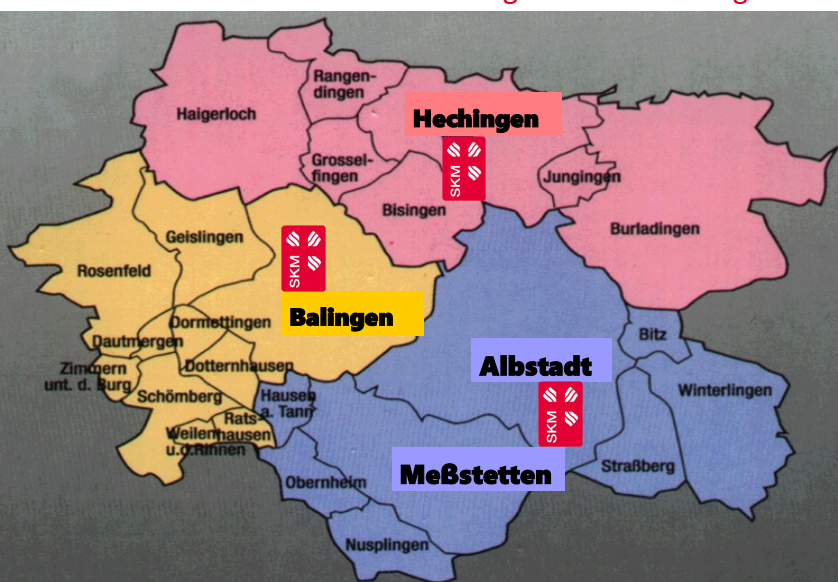 Rangen-
dingen
Haigerloch
Hechingen
Grossel-
fingen
SKM
Jungingen
Bisingen
Burladingen
Geislingen
SKM
Rosenfeld
Balingen
Dormettingen
Dautmergen
Bitz
Zimmern
unt. d. Burg
Dotternhausen
Albstadt
Schömberg
Hausen
a. Tann
Winterlingen
SKM
Rats-
hausen
Weilen
u.d.Rinnen
Meßstetten
Straßberg
Obernheim
Nusplingen